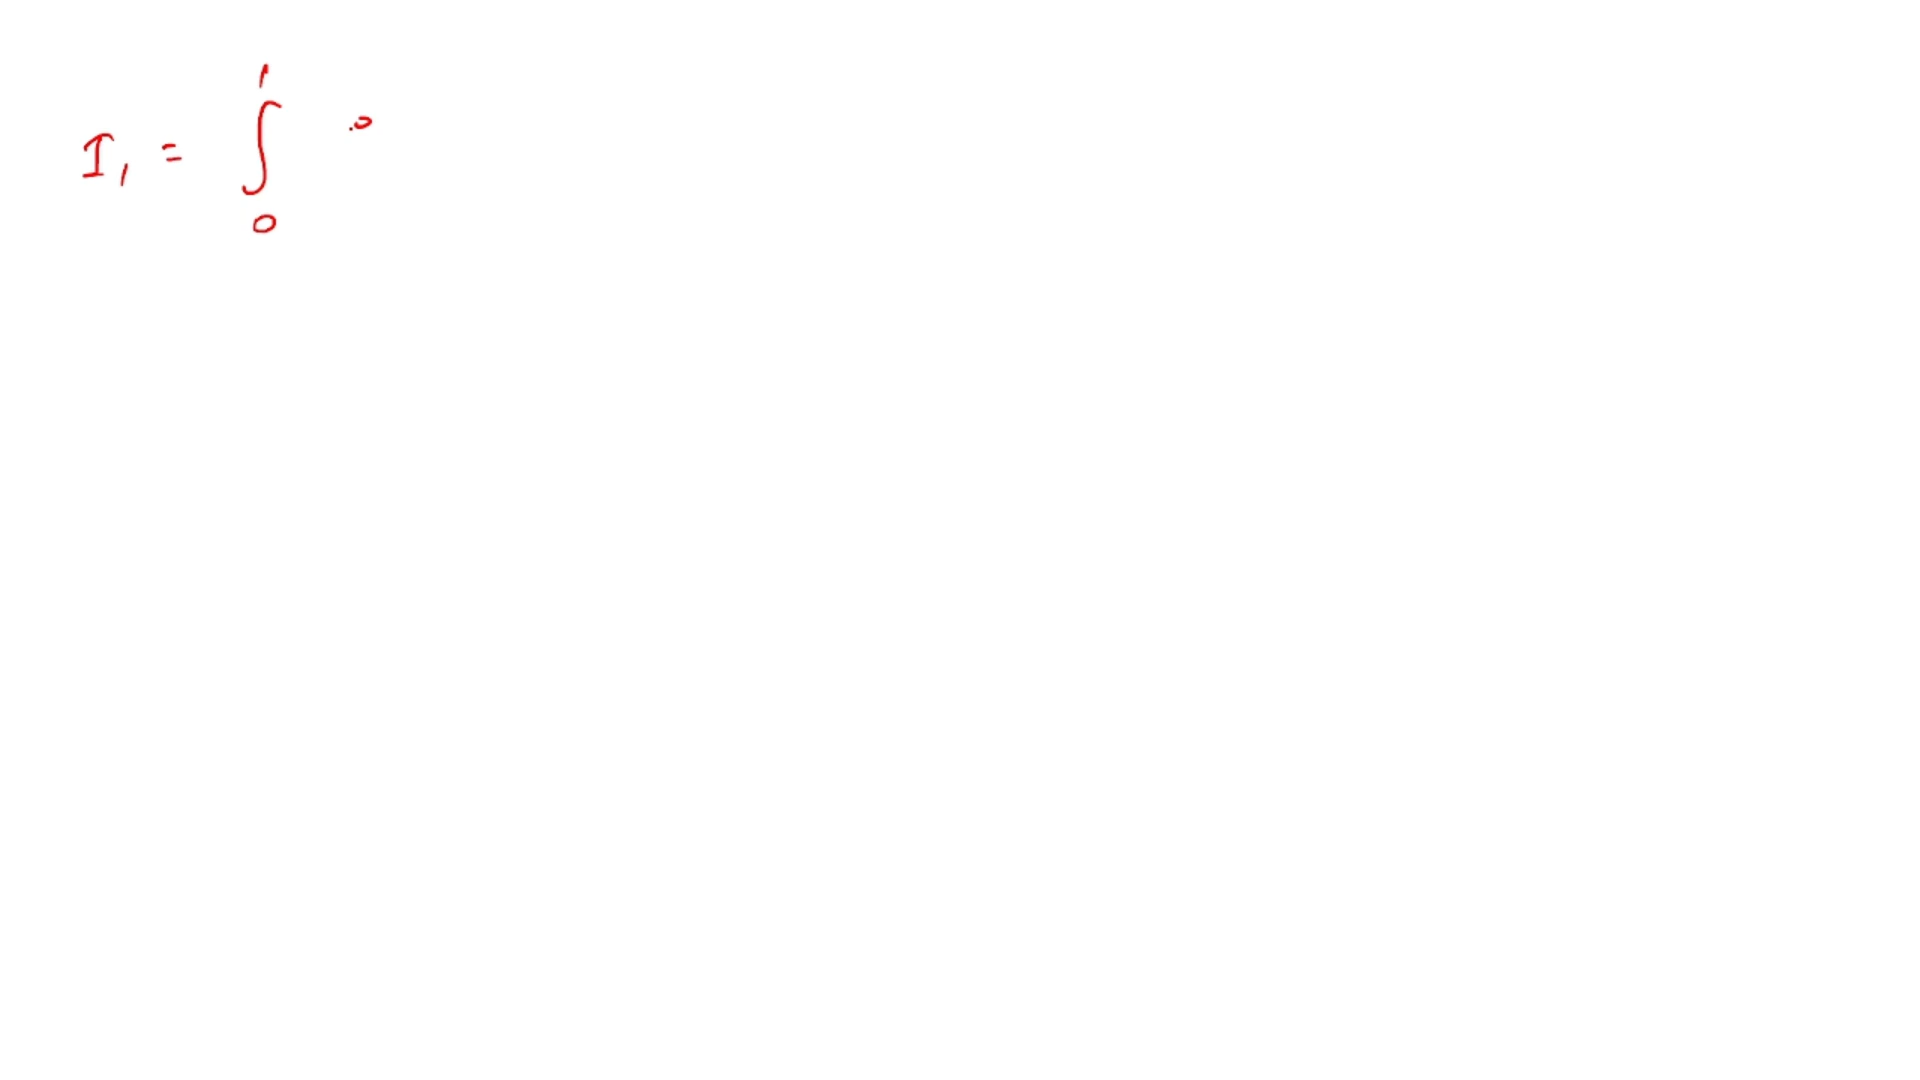 I₁ = ∫₀¹